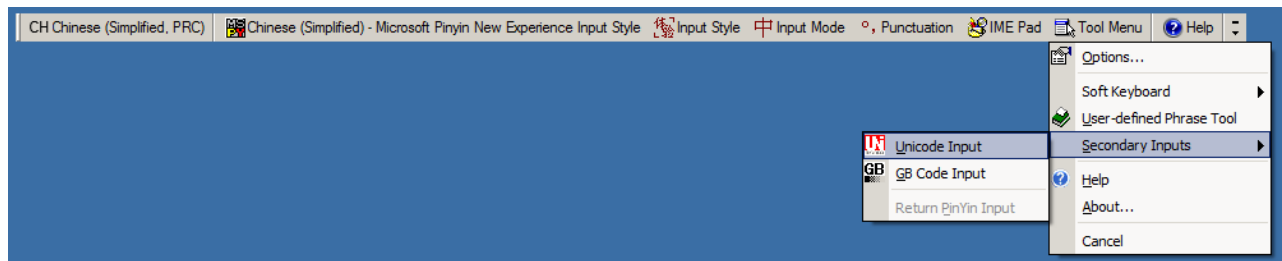 CH Chinese (Simplified, PRC) Chinese (Simplified) - Microsoft Pinyin New Experience Input Style Input Style 中 Input Mode °, Punctuation IME Pad Tool Menu Help
Options...
Soft Keyboard
User-defined Phrase Tool
Secondary Inputs
Help
About...
Cancel
Unicode Input
GB GB Code Input
Return PinYin Input